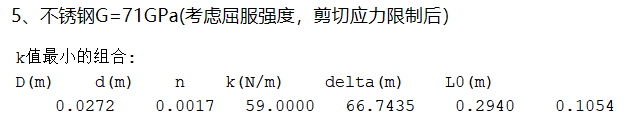 5、不锈钢G=71GPa(考虑屈服强度，剪切应力限制后)
k值最小的组合:
D(m) d(m) n k(N/m) delta(m) L0(m)
0.0272 0.0017 59.0000 66.7435 0.2940 0.1054